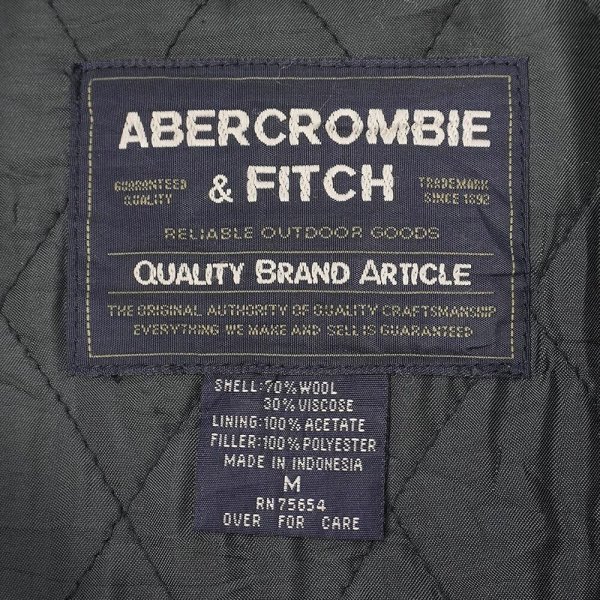 ABERCROMBIE
& FITCH
GUARANTEED
QUALITY
TRADEMARK
SINCE 1892
RELIABLE OUTDOOR GOODS
QUALITY BRAND ARTICLE
THE ORIGINAL AUTHORITY OF QUALITY CRAFTSMANSHIP
EVERYTHING WE MAKE AND SELL IS GUARANTEED
SHELL:70% WOOL
30% VISCOSE
LINING:100% ACETATE
FILLER:100% POLYESTER
MADE IN INDONESIA
M
RN75654
OVER FOR CARE